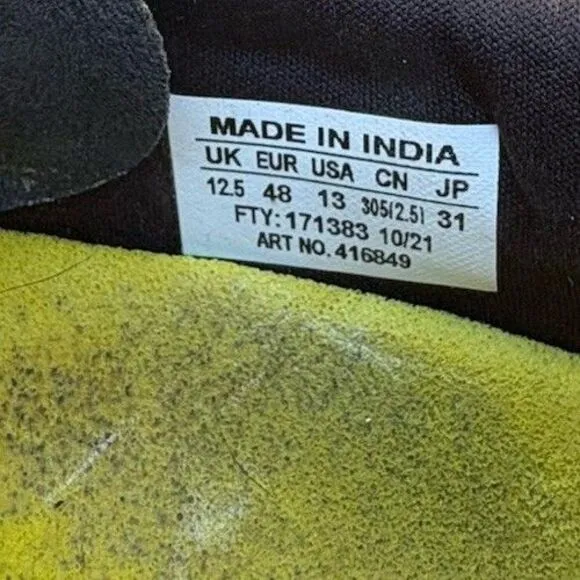 MADE IN INDIA
UK EUR USA CN JP
12.5 48 13 305(2.5) 31
FTY: 171383 10/21
ART NO. 416849